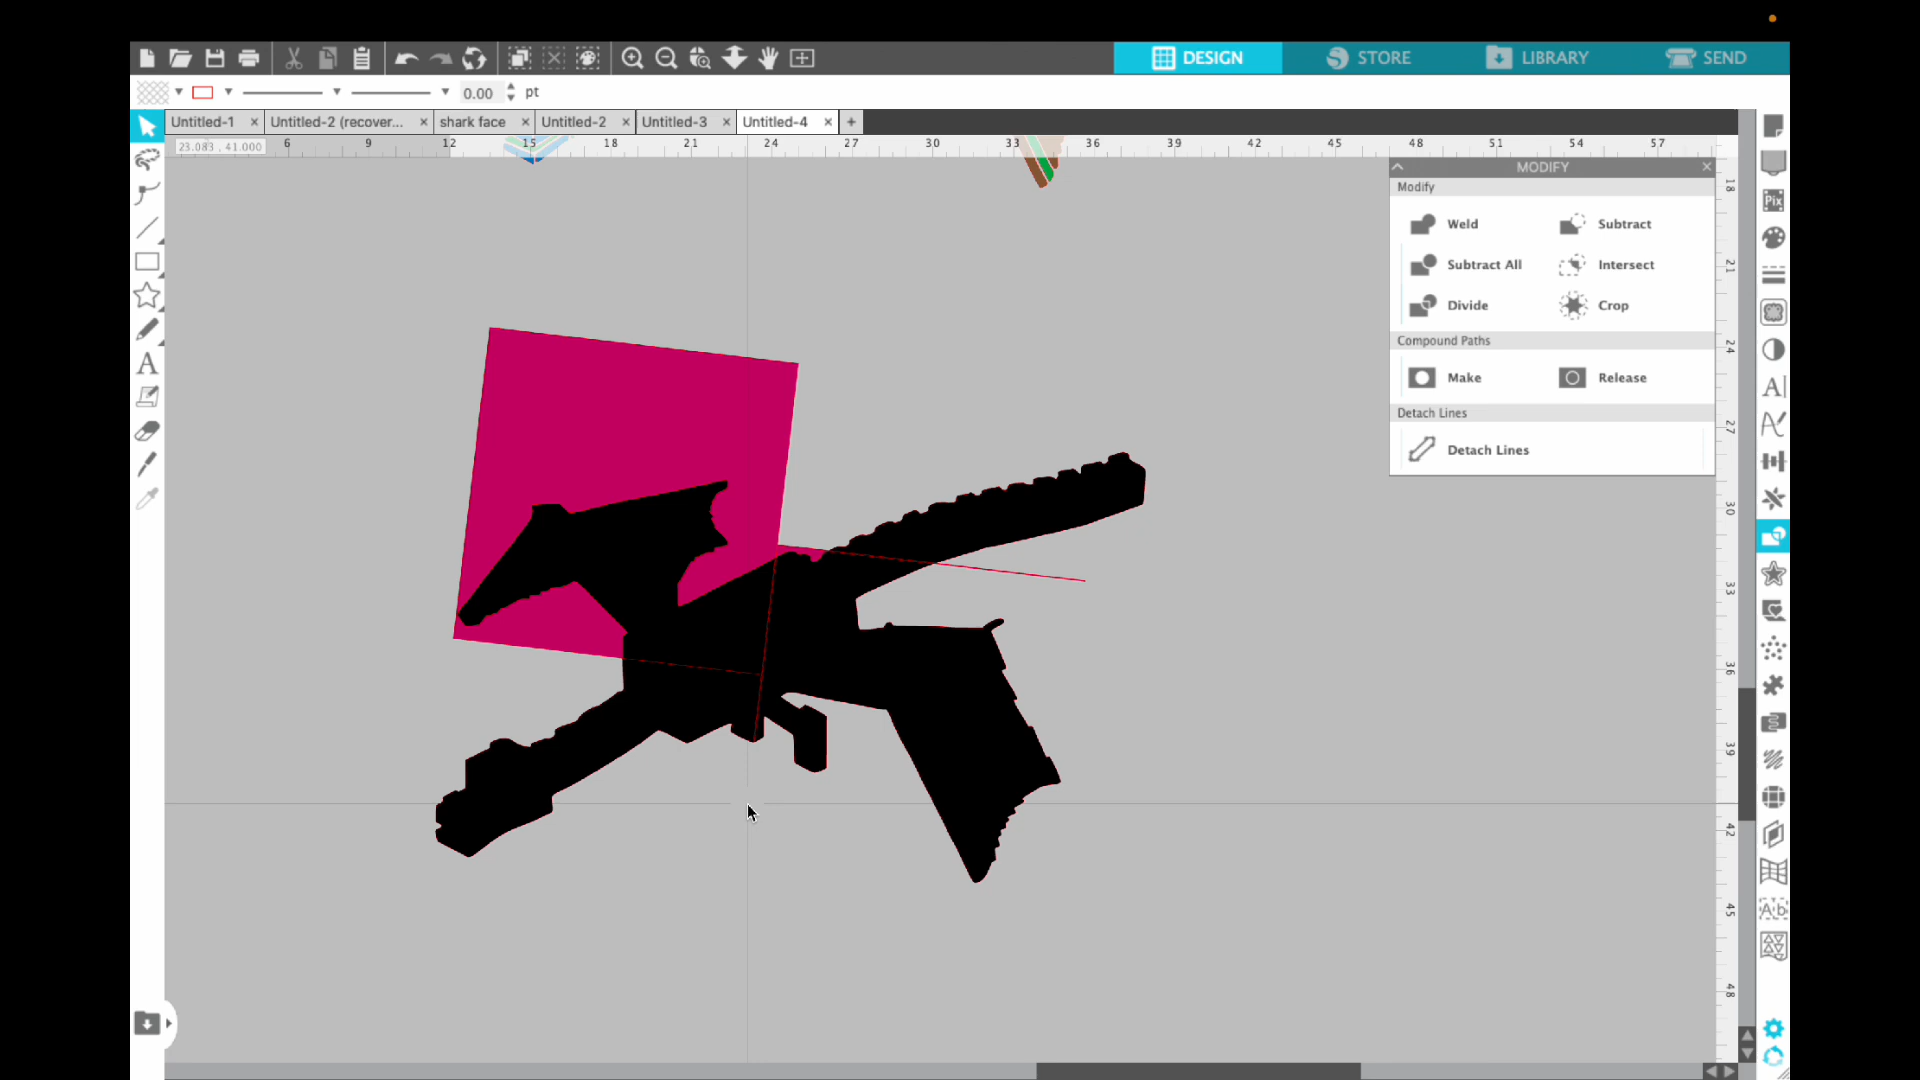 DESIGN STORE LIBRARY SEND
0.00 pt
Untitled-1 × Untitled-2 (recover... × shark face × Untitled-2 × Untitled-3 × Untitled-4 × +
23.083 , 41.000 6 9 12 15 18 21 24 27 30 33 36 39 42 45 48 51 54 57
MODIFY
Modify
Weld Subtract
Subtract All Intersect
Divide Crop
Compound Paths
Make Release
Detach Lines
Detach Lines
18
21
24
27
30
33
36
39
42
45
48
Pix
A
A
A|b